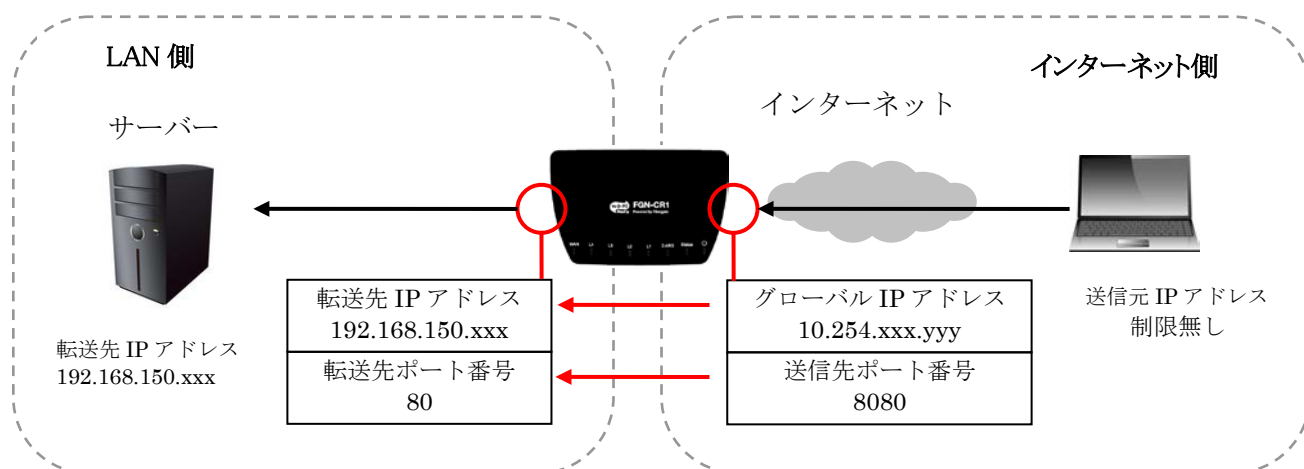 LAN 側
インターネット側
インターネット
サーバー
FGN-CR1
転送先 IP アドレス
192.168.150.xxx
転送先ポート番号
80
グローバル IP アドレス
10.254.xxx.yyy
送信先ポート番号
8080
送信元 IP アドレス
制限無し
転送先 IP アドレス
192.168.150.xxx